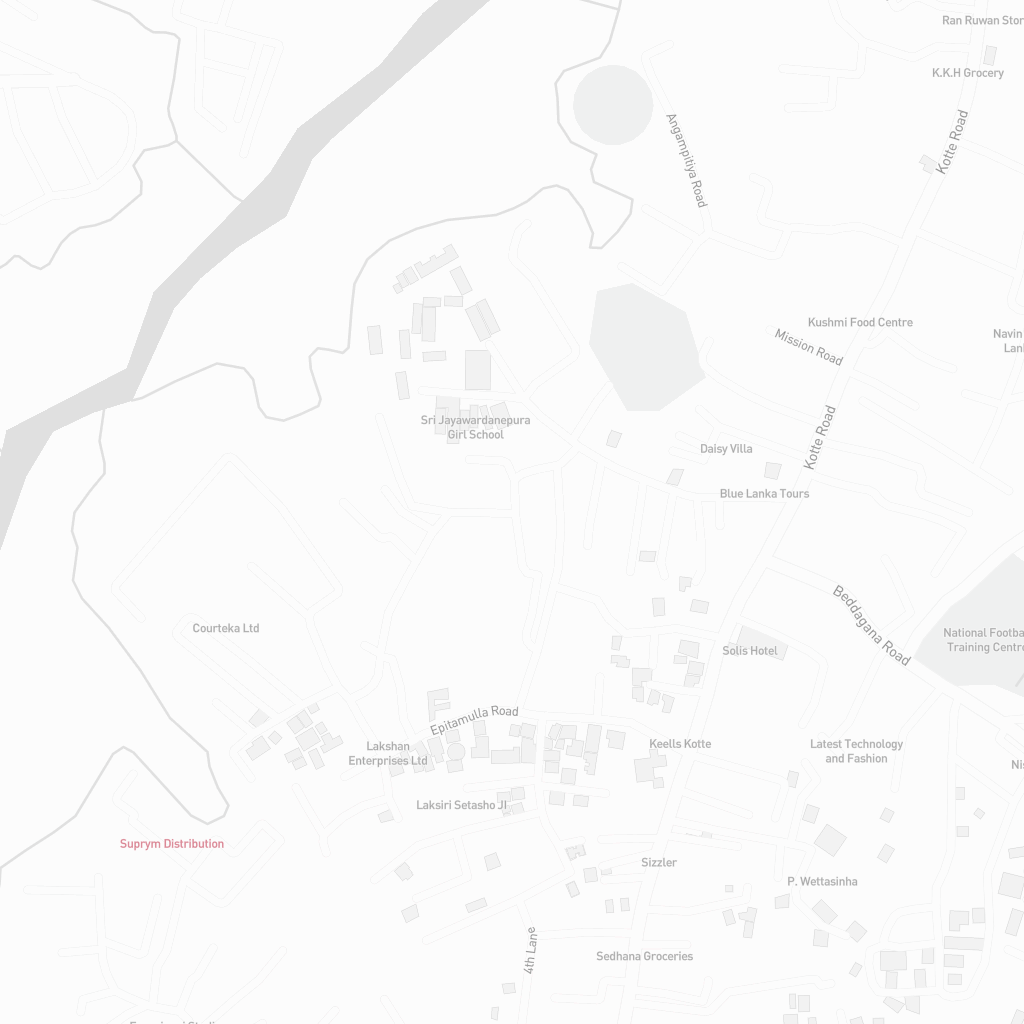 Ran Ruwan Stor
K.K.H Grocery
Kotte Road
Angampitiya Road
Kushmi Food Centre
Mission Road
Navin
Lank
Sri Jayawardanepura
Girl School
Kotte Road
Daisy Villa
Blue Lanka Tours
Beddagana Road
Courteka Ltd
National Footba
Training Centre
Solis Hotel
Epitamulla Road
Lakshan
Enterprises Ltd
Keells Kotte
Latest Technology
and Fashion
Nis
Laksiri Setasho JI
Suprym Distribution
Sizzler
P. Wettasinha
4th Lane
Sedhana Groceries